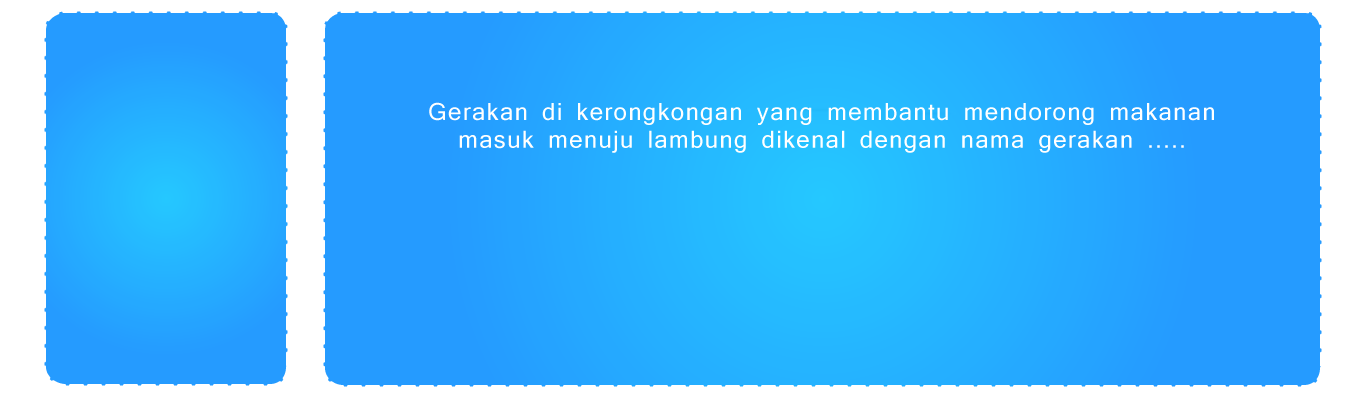 Gerakan di kerongkongan yang membantu mendorong makanan
masuk menuju lambung dikenal dengan nama gerakan .....